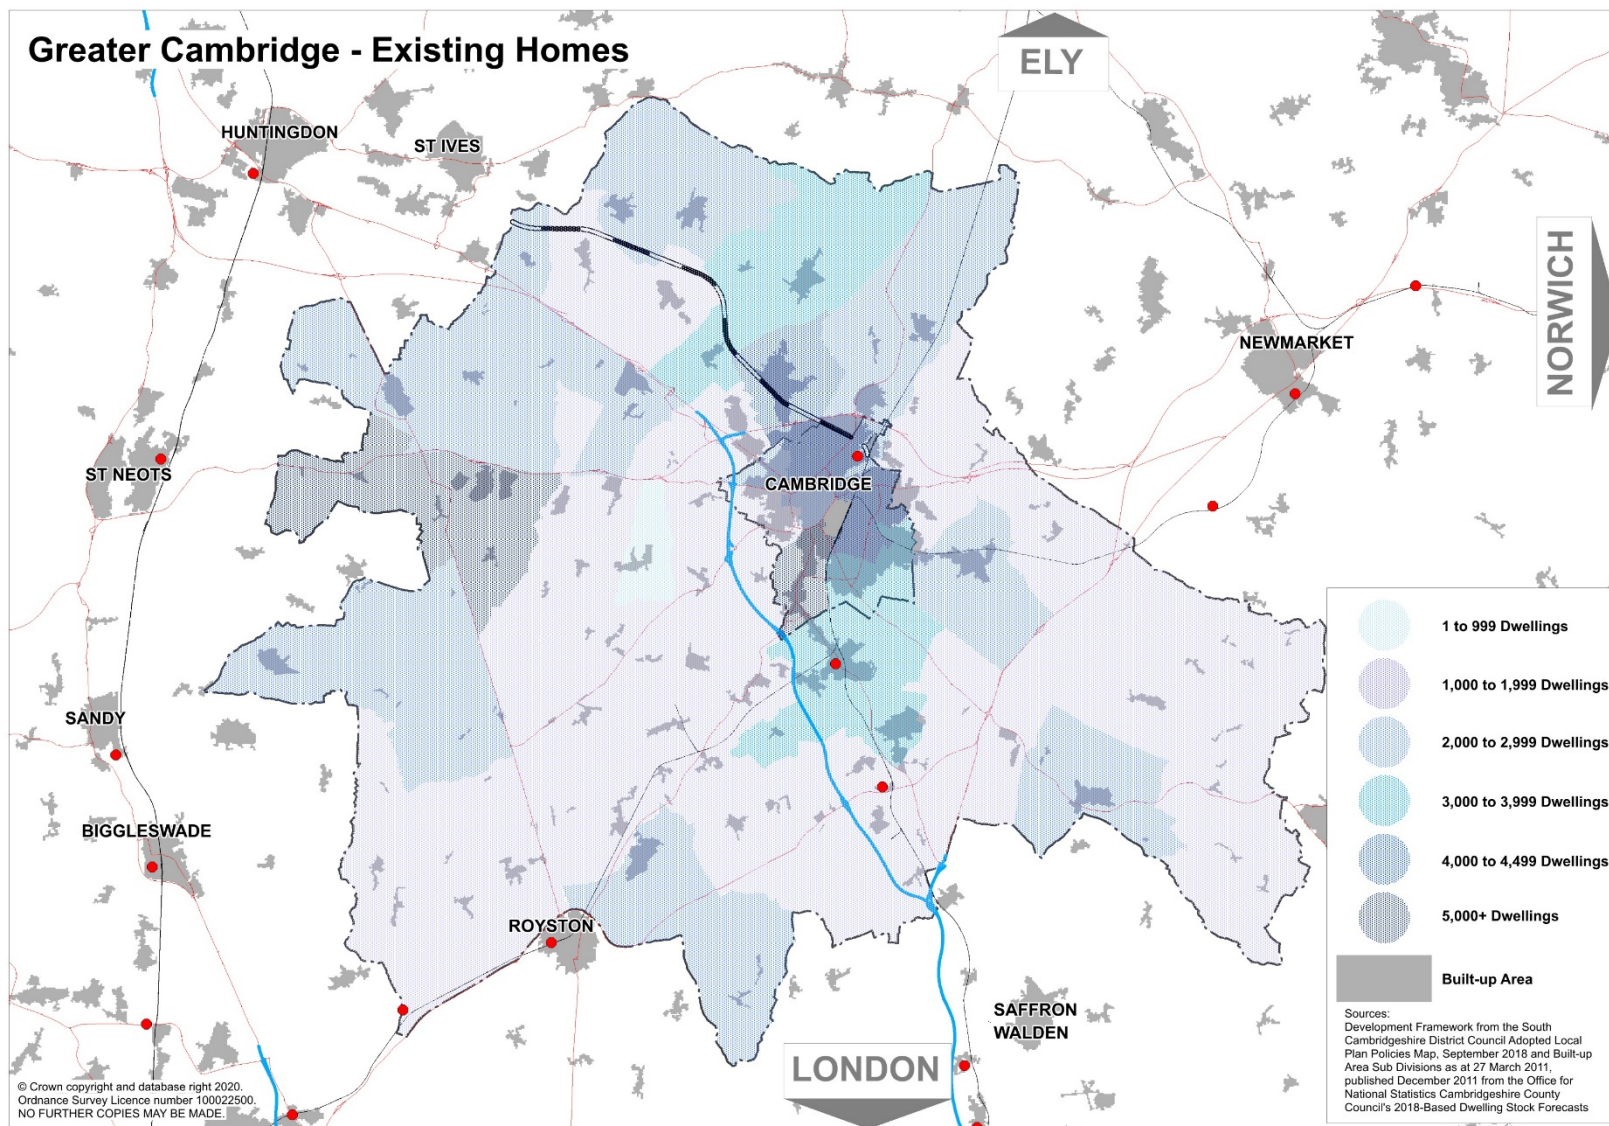 Greater Cambridge - Existing Homes
ELY
HUNTINGDON
ST IVES
NORWICH
NEWMARKET
ST NEOTS
CAMBRIDGE
SANDY
BIGGLESWADE
ROYSTON
SAFFRON
WALDEN
LONDON
1 to 999 Dwellings
1,000 to 1,999 Dwellings
2,000 to 2,999 Dwellings
3,000 to 3,999 Dwellings
4,000 to 4,499 Dwellings
5,000+ Dwellings
Built-up Area
Sources:
Development Framework from the South
Cambridgeshire District Council Adopted Local
Plan Policies Map, September 2018 and Built-up
Area Sub Divisions as at 27 March 2011,
published December 2011 from the Office for
National Statistics Cambridgeshire County
Council's 2018-Based Dwelling Stock Forecasts
© Crown copyright and database right 2020.
Ordnance Survey Licence number 100022500.
NO FURTHER COPIES MAY BE MADE.